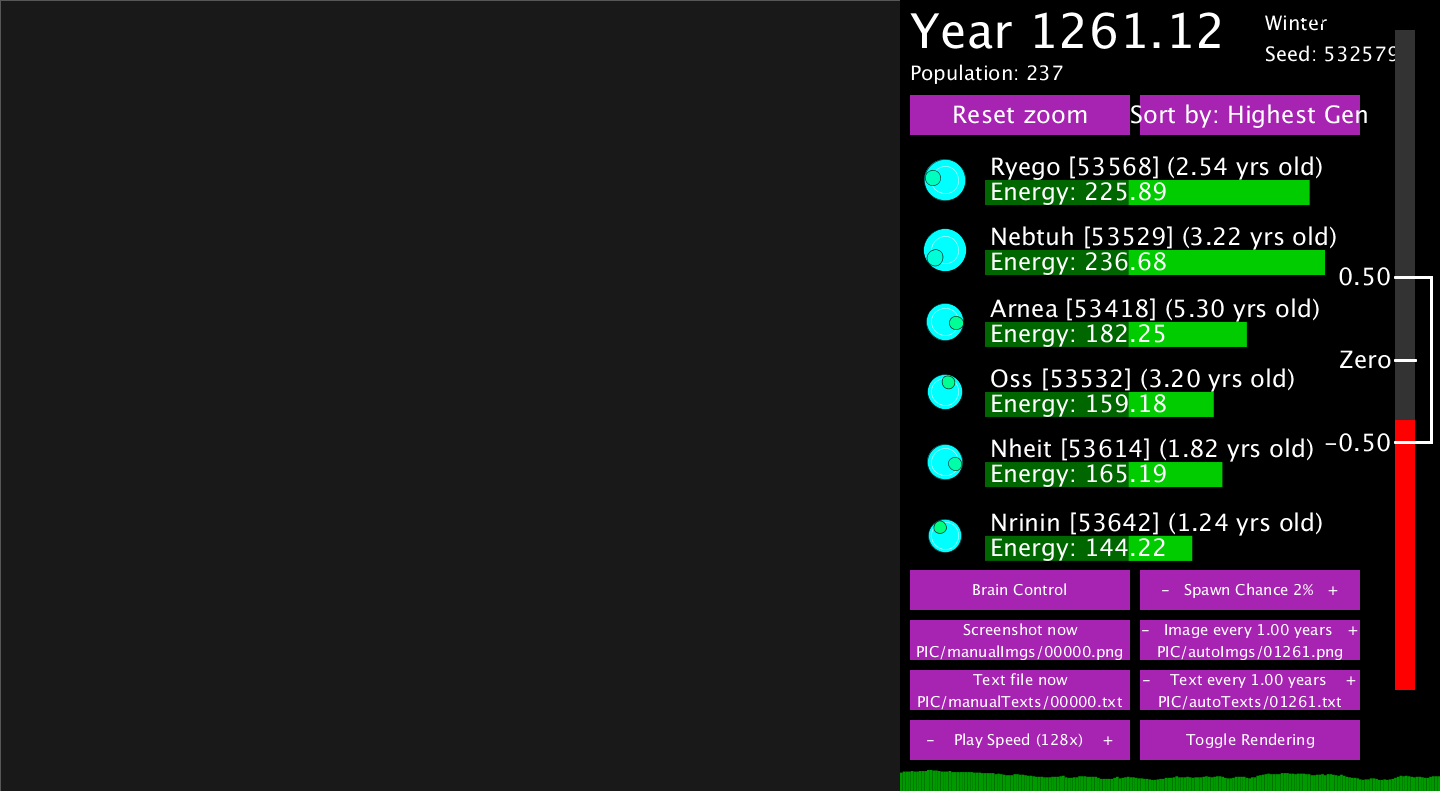 Year 1261.12
Winter
Seed: 532579
Population: 237
Reset zoom
Sort by: Highest Gen
Ryego [53568] (2.54 yrs old)
Energy: 225.89
Nebtuh [53529] (3.22 yrs old)
Energy: 236.68
0.50
Arnea [53418] (5.30 yrs old)
Energy: 182.25
Zero
Oss [53532] (3.20 yrs old)
Energy: 159.18
-0.50
Nheit [53614] (1.82 yrs old)
Energy: 165.19
Nrinin [53642] (1.24 yrs old)
Energy: 144.22
Brain Control
- Spawn Chance 2% +
Screenshot now
PIC/manualImgs/00000.png
- Image every 1.00 years +
PIC/autoImgs/01261.png
Text file now
PIC/manualTexts/00000.txt
- Text every 1.00 years +
PIC/autoTexts/01261.txt
- Play Speed (128x) +
Toggle Rendering